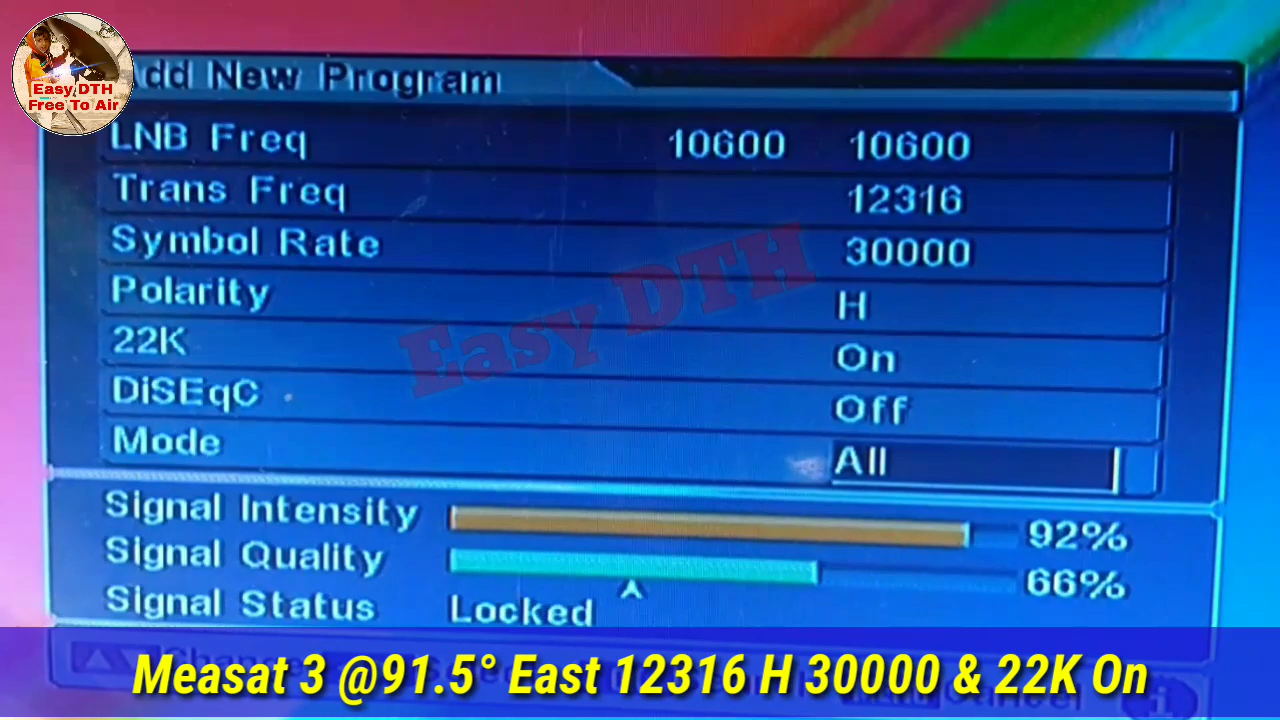 Easy DTH
Free To Air
dd New Program
LNB Freq 10600 10600
Trans Freq 12316
Symbol Rate 30000
Polarity H
22K On
DiSEqC Off
Mode All
Easy DTH
Signal Intensity 92%
Signal Quality 66%
Signal Status Locked
Measat 3 @91.5° East 12316 H 30000 & 22K On